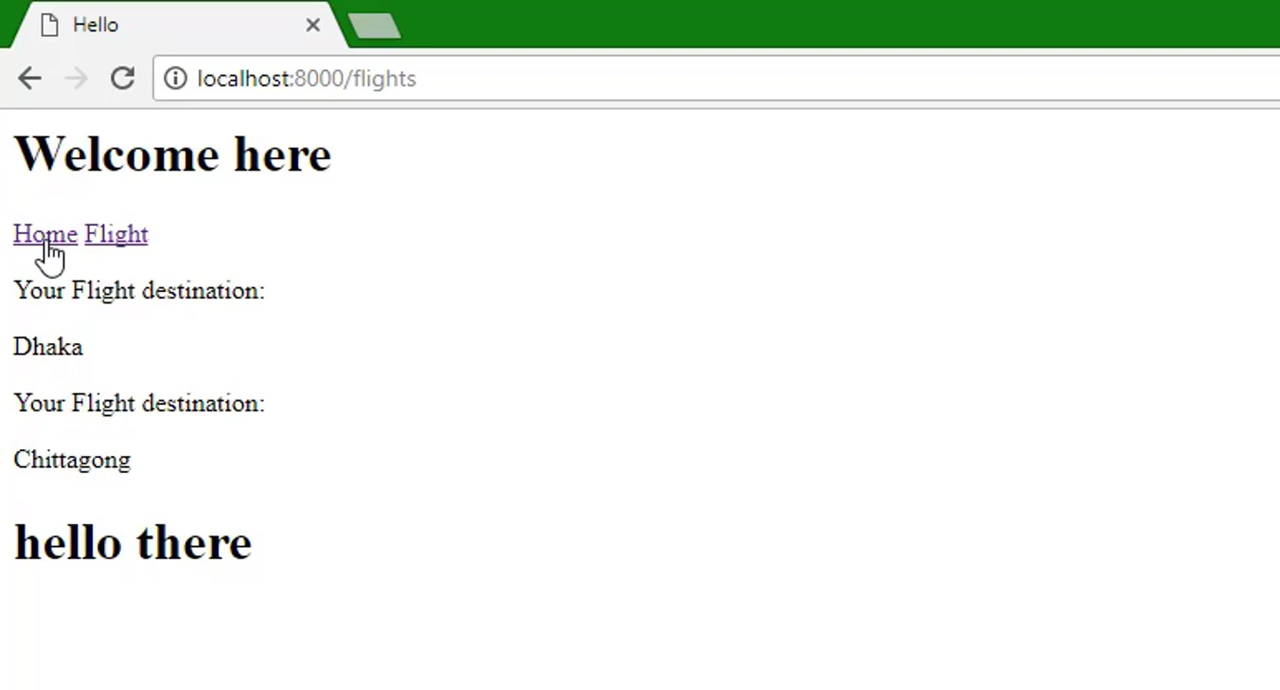 Hello
localhost:8000/flights
Welcome here
Home Flight
Your Flight destination:
Dhaka
Your Flight destination:
Chittagong
hello there